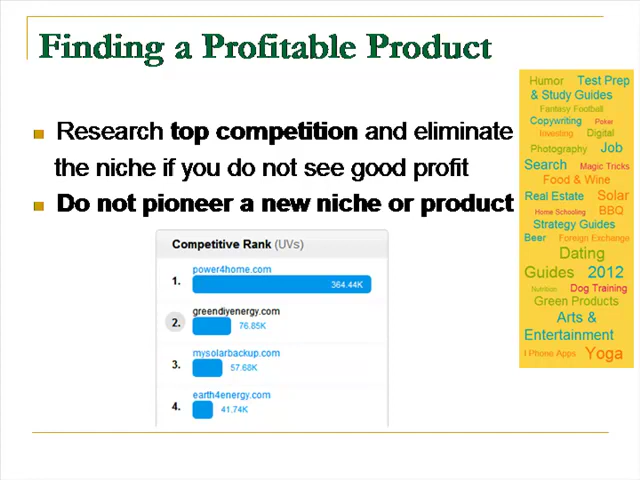 Finding a Profitable Product
Research top competition and eliminate
the niche if you do not see good profit
Do not pioneer a new niche or product
Competitive Rank (UVs)
1. power4home.com
364.44K
2. greendiyenergy.com
76.85K
3. mysolarbackup.com
57.68K
4. earth4energy.com
41.74K
Humor Test Prep
& Study Guides
Fantasy Football
Copywriting Poker
Investing Digital
Photography Job
Search Magic Tricks
Food & Wine
Real Estate Solar
Home Schooling BBQ
Strategy Guides
Beer Foreign Exchange
Dating
Guides 2012
Nutrition Dog Training
Green Products
Arts &
Entertainment
I Phone Apps Yoga